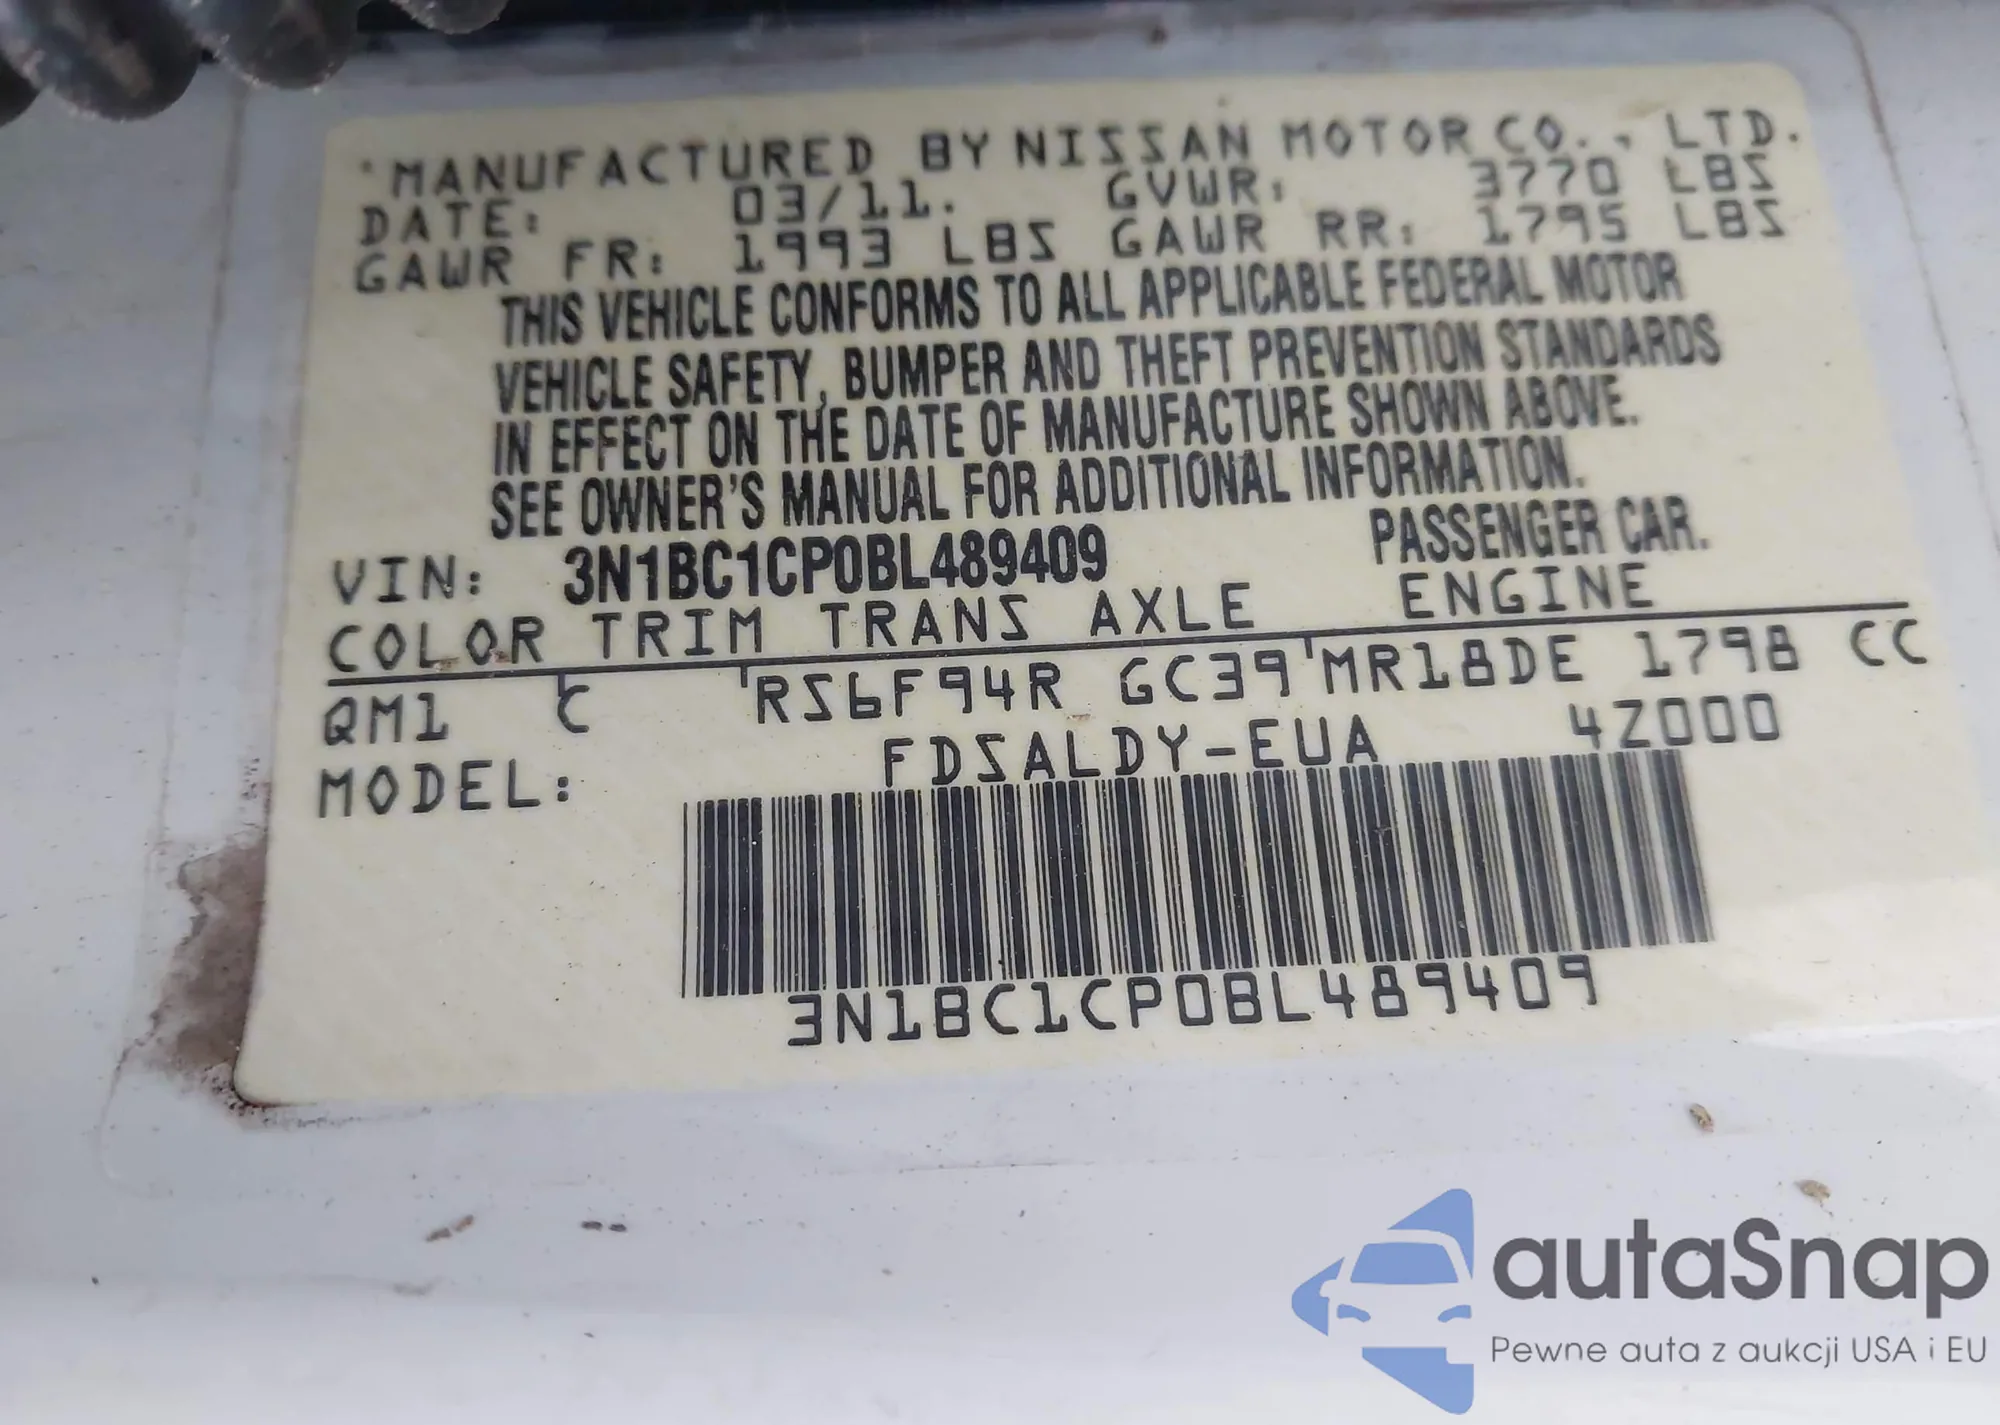 MANUFACTURED BY NISSAN MOTOR CO., LTD.
DATE: 03/11. GVWR: 3770 LBS
GAWR FR: 1993 LBS GAWR RR: 1795 LBS
THIS VEHICLE CONFORMS TO ALL APPLICABLE FEDERAL MOTOR
VEHICLE SAFETY, BUMPER AND THEFT PREVENTION STANDARDS
IN EFFECT ON THE DATE OF MANUFACTURE SHOWN ABOVE.
SEE OWNER'S MANUAL FOR ADDITIONAL INFORMATION.
VIN: 3N1BC1CP0BL489409 PASSENGER CAR.
COLOR TRIM TRANS AXLE ENGINE
QM1 C RS6F94R GC39 MR18DE 1798 CC
MODEL: FDSALDY-EUA 4Z000
3N1BC1CP0BL489409
autaSnap
Pewne auta z aukcji USA i EU